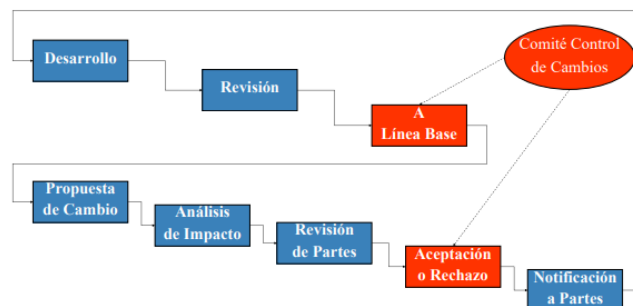 Comité Control
de Cambios
Desarrollo
Revisión
A
Línea Base
Propuesta
de Cambio
Análisis
de Impacto
Revisión
de Partes
Aceptación
o Rechazo
Notificación
a Partes